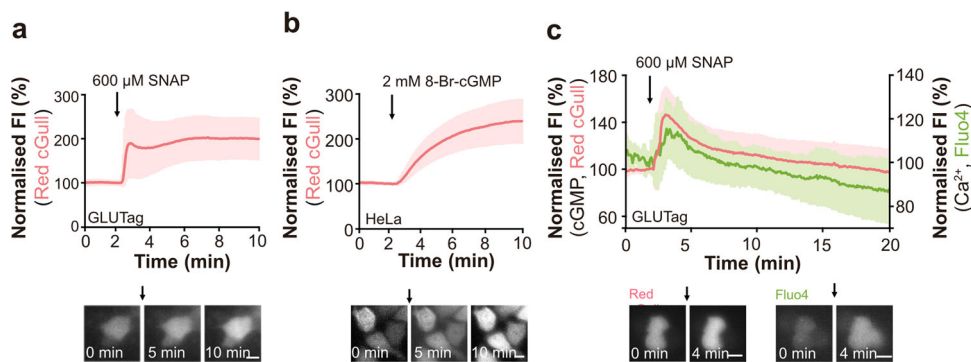 a
600 µM SNAP
Normalised FI (%)
(Red cGull)
300
200
100
0
GLUTag
0 2 4 6 8 10
Time (min)
0 min
5 min
10 min
b
2 mM 8-Br-cGMP
Normalised FI (%)
(Red cGull)
300
200
100
0
HeLa
0 2 4 6 8 10
Time (min)
0 min
5 min
10 min
c
600 µM SNAP
Normalised FI (%)
(cGMP, Red cGull)
180
140
100
60
GLUTag
140
120
100
80
Normalised FI (%)
(Ca²⁺, Fluo4)
0 5 10 15 20
Time (min)
Red
0 min
4 min
Fluo4
0 min
4 min